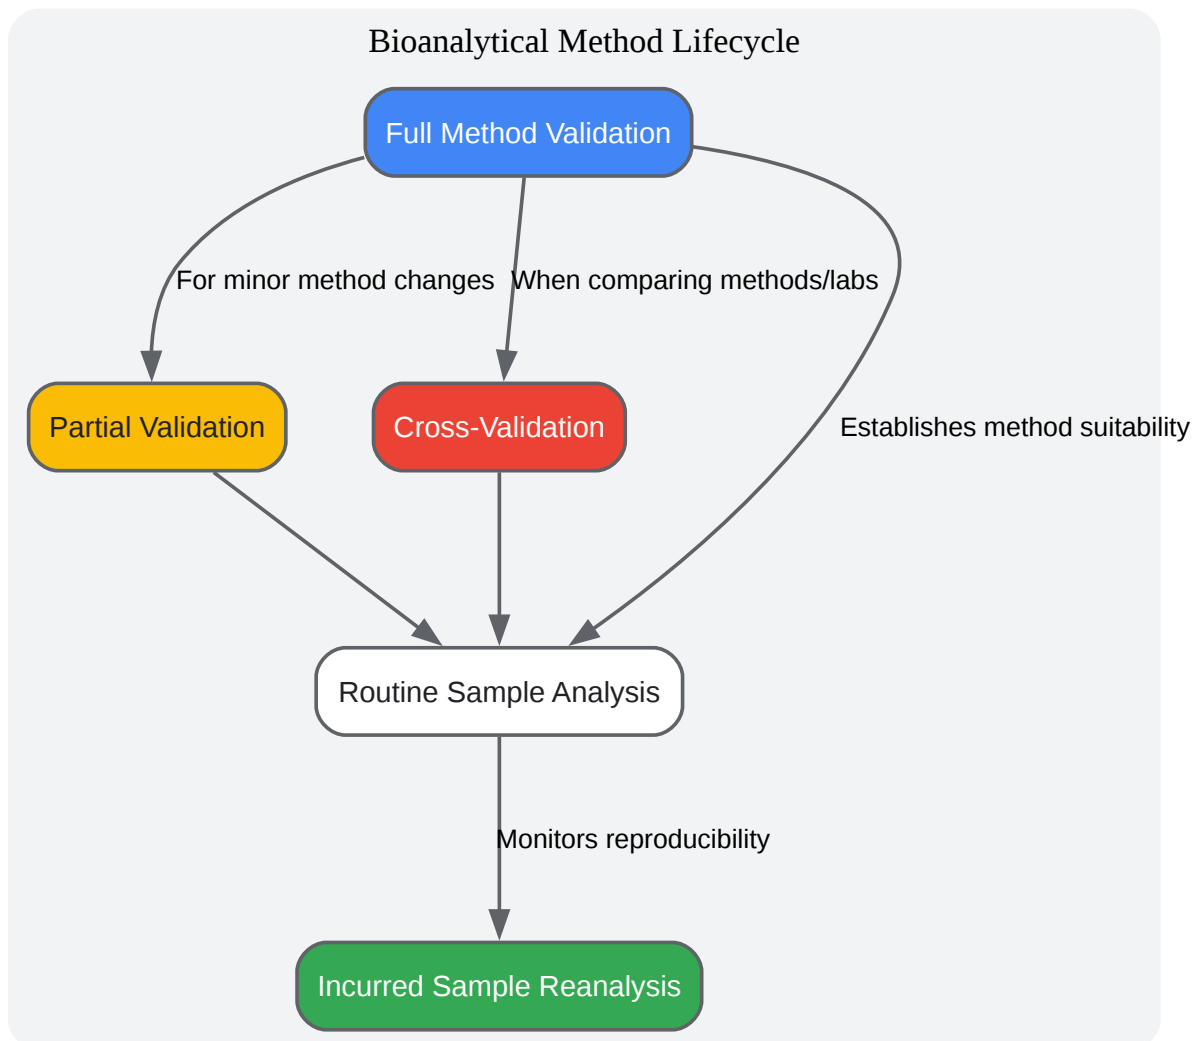 Bioanalytical Method Lifecycle
Full Method Validation
For minor method changes
When comparing methods/labs
Partial Validation
Cross-Validation
Establishes method suitability
Routine Sample Analysis
Monitors reproducibility
Incurred Sample Reanalysis